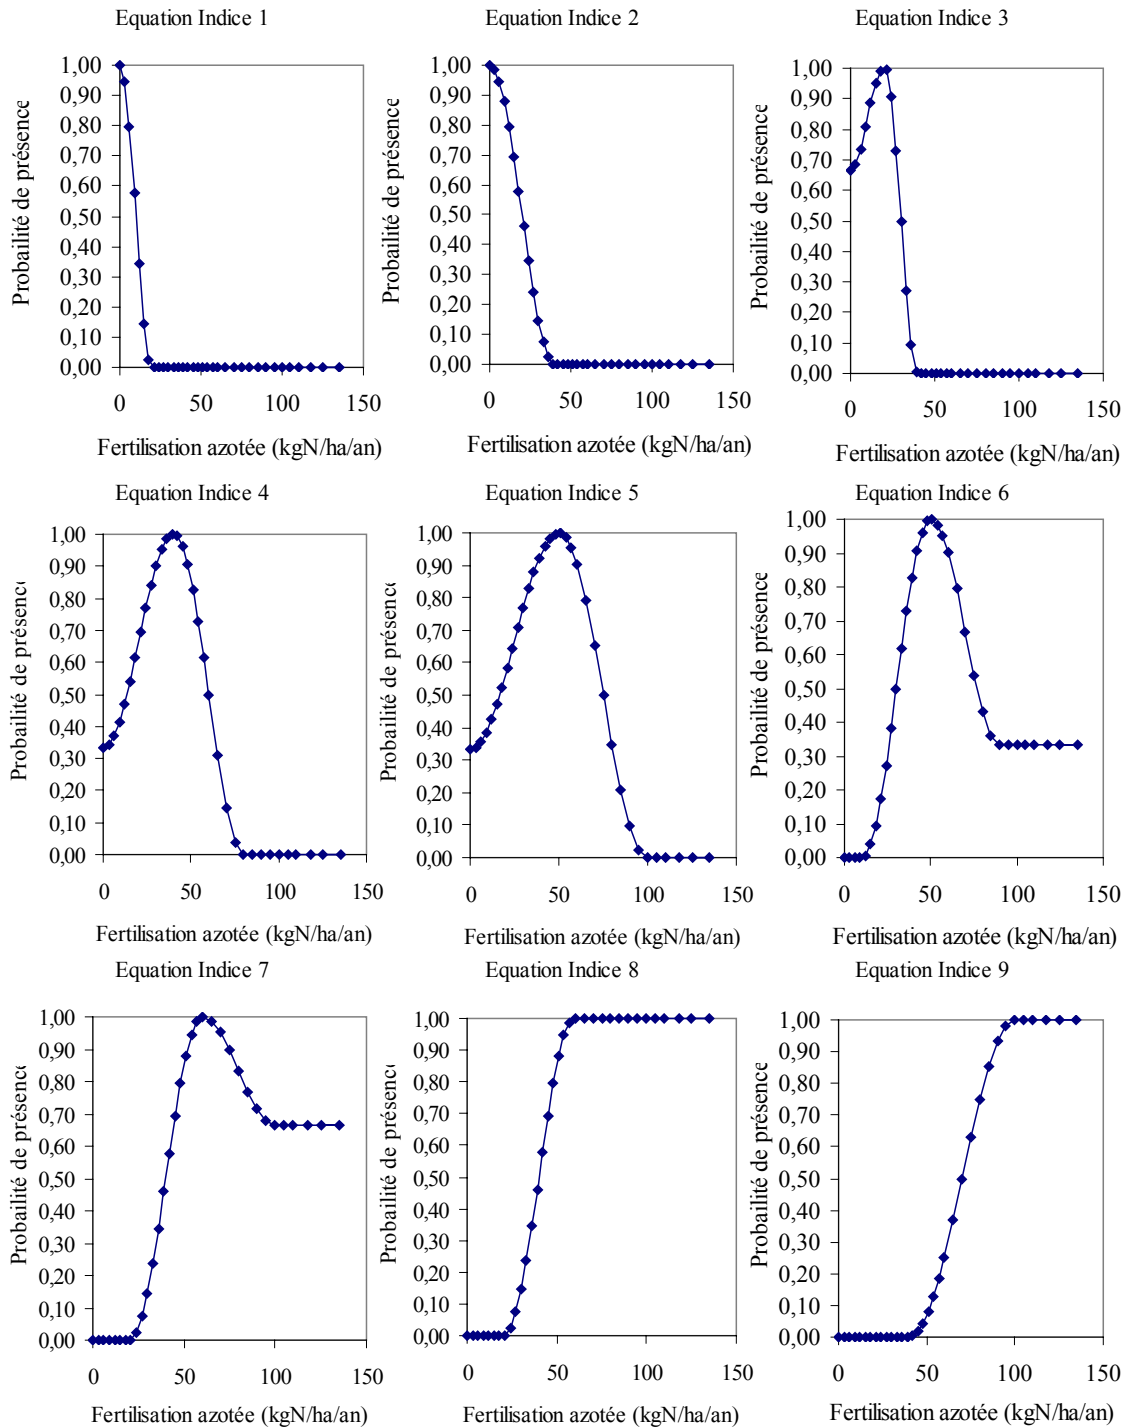 Equation Indice 1
Probailité de présence
1,00
0,90
0,80
0,70
0,60
0,50
0,40
0,30
0,20
0,10
0,00
0 50 100 150
Fertilisation azotée (kgN/ha/an)
Equation Indice 2
Probailité de présence
1,00
0,90
0,80
0,70
0,60
0,50
0,40
0,30
0,20
0,10
0,00
0 50 100 150
Fertilisation azotée (kgN/ha/an)
Equation Indice 3
Probailité de présence
1,00
0,90
0,80
0,70
0,60
0,50
0,40
0,30
0,20
0,10
0,00
0 50 100 150
Fertilisation azotée (kgN/ha/an)
Equation Indice 4
Probailité de présence
1,00
0,90
0,80
0,70
0,60
0,50
0,40
0,30
0,20
0,10
0,00
0 50 100 150
Fertilisation azotée (kgN/ha/an)
Equation Indice 5
Probailité de présence
1,00
0,90
0,80
0,70
0,60
0,50
0,40
0,30
0,20
0,10
0,00
0 50 100 150
Fertilisation azotée (kgN/ha/an)
Equation Indice 6
Probailité de présence
1,00
0,90
0,80
0,70
0,60
0,50
0,40
0,30
0,20
0,10
0,00
0 50 100 150
Fertilisation azotée (kgN/ha/an)
Equation Indice 7
Probailité de présence
1,00
0,90
0,80
0,70
0,60
0,50
0,40
0,30
0,20
0,10
0,00
0 50 100 150
Fertilisation azotée (kgN/ha/an)
Equation Indice 8
Probailité de présence
1,00
0,90
0,80
0,70
0,60
0,50
0,40
0,30
0,20
0,10
0,00
0 50 100 150
Fertilisation azotée (kgN/ha/an)
Equation Indice 9
Probailité de présence
1,00
0,90
0,80
0,70
0,60
0,50
0,40
0,30
0,20
0,10
0,00
0 50 100 150
Fertilisation azotée (kgN/ha/an)